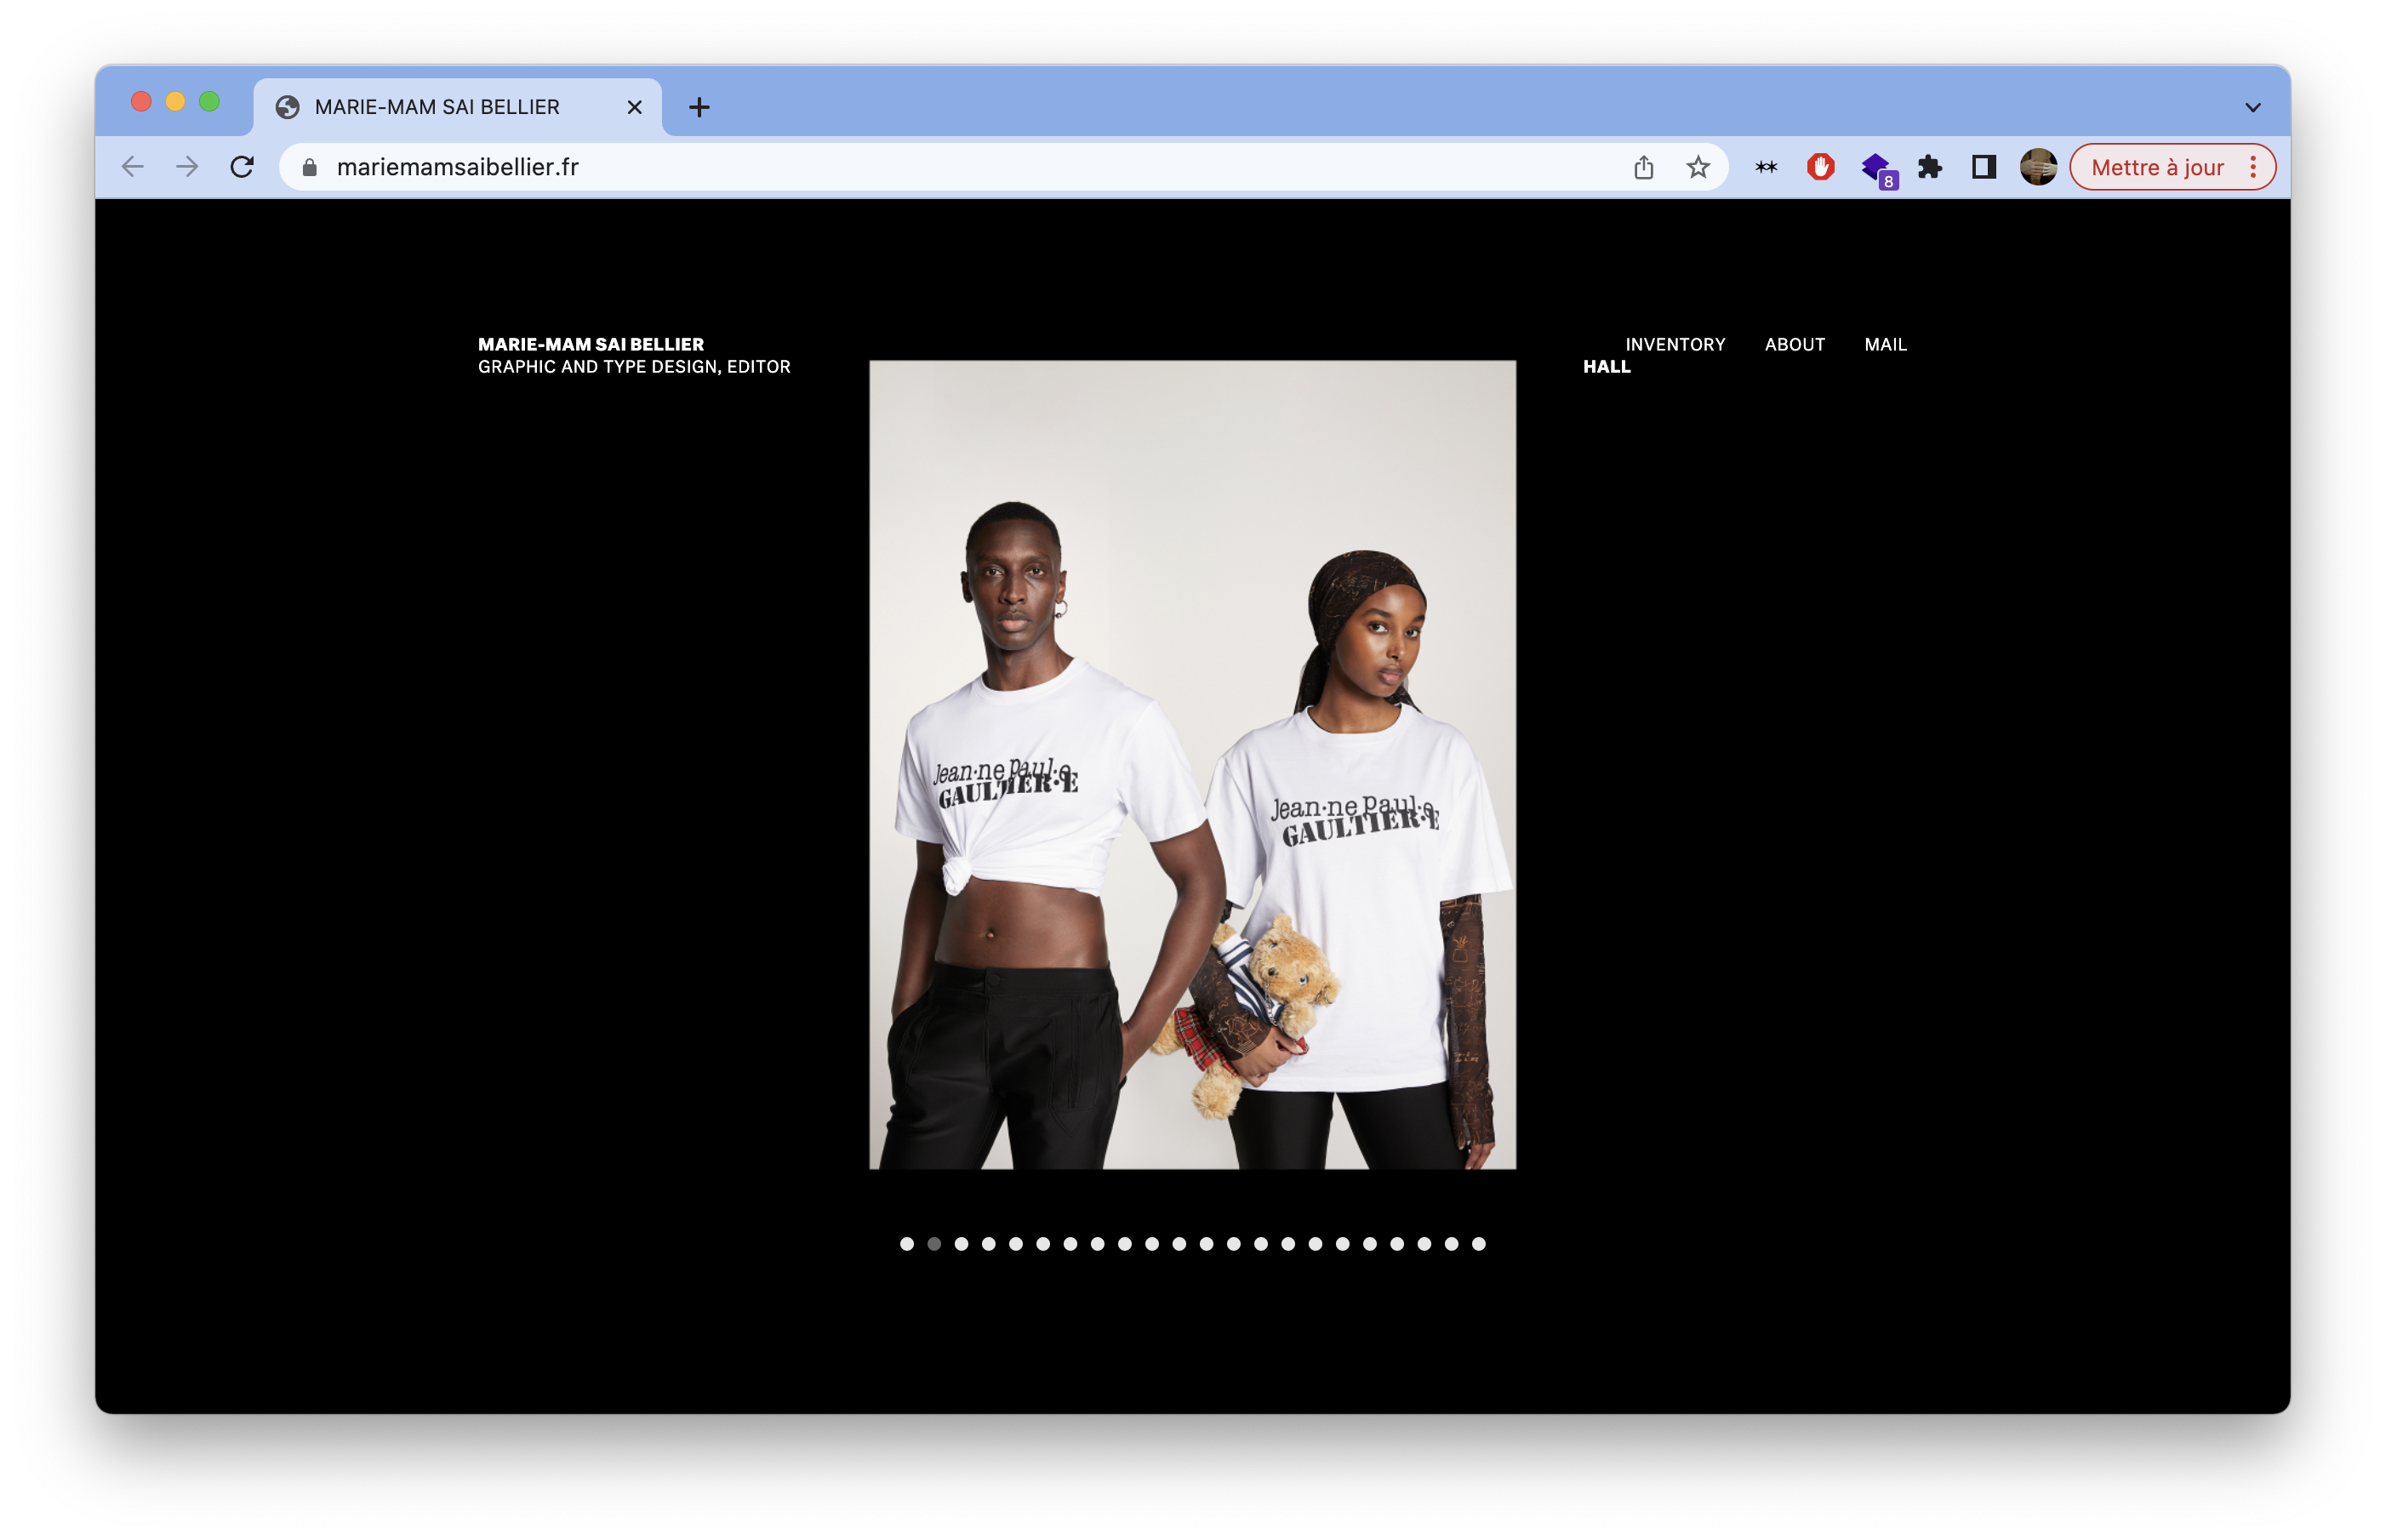 MARIE-MAM SAI BELLIER
mariemamsaibellier.fr
8
Mettre à jour
MARIE-MAM SAI BELLIER
GRAPHIC AND TYPE DESIGN, EDITOR
INVENTORY ABOUT MAIL
HALL
Jean·ne paul·e
GAULTIER·E
Jean·ne paul·e
GAULTIER·E